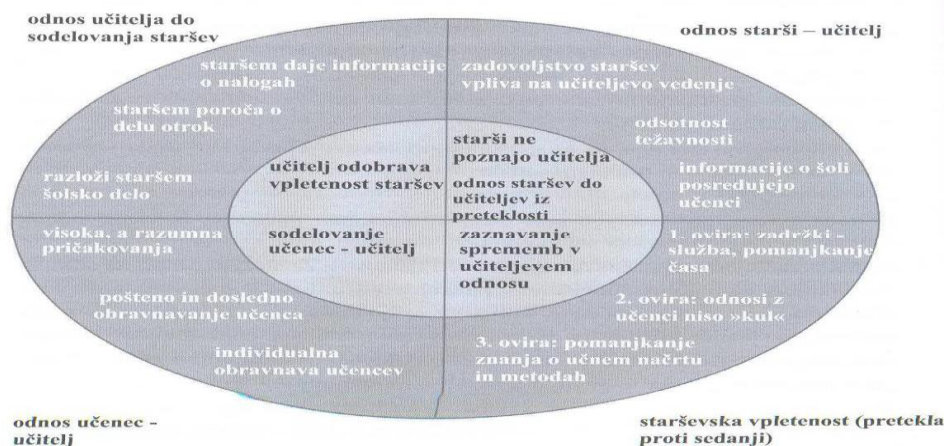 odnos učitelja do
sodelovanja staršev
odnos starši – učitelj
staršem daje informacije
o nalogah
staršem poroča o
delu otrok
razloži staršem
šolsko delo
učitelj odobrava
vpletenost staršev
zadovoljstvo staršev
vpliva na učiteljevo vedenje
odsotnost
težavnosti
informacije o šoli
posredujejo
učenci
starši ne
poznajo učitelja
odnos staršev do
učiteljev iz
preteklosti
visoka, a razumna
pričakovanja
pošteno in dosledno
obravnavanje učenca
individualna
obravnava učencev
sodelovanje
učenec - učitelj
zaznavanje
sprememb v
učiteljevem
odnosu
1. ovira: zadržki -
služba, pomanjkanje
časa
2. ovira: odnosi z
učenci niso »kul«
3. ovira: pomanjkanje
znanja o učnem načrtu
in metodah
odnos učenec -
učitelj
starševska vpletenost (pretekla
proti sedanji)